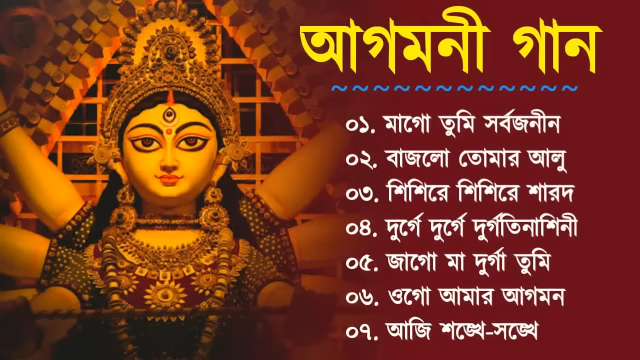 আগমনী গান
~~~~~~~~~~~~
০১. মাগো তুমি সর্বজনীন
০২. বাজলো তোমার আলু
০৩. শিশিরে শিশিরে শারদ
০৪. দুর্গে দুর্গে দুর্গতিনাশিনী
০৫. জাগো মা দুর্গা তুমি
০৬. ওগো আমার আগমন
০৭. আজি শঙ্খে-সঙ্খে